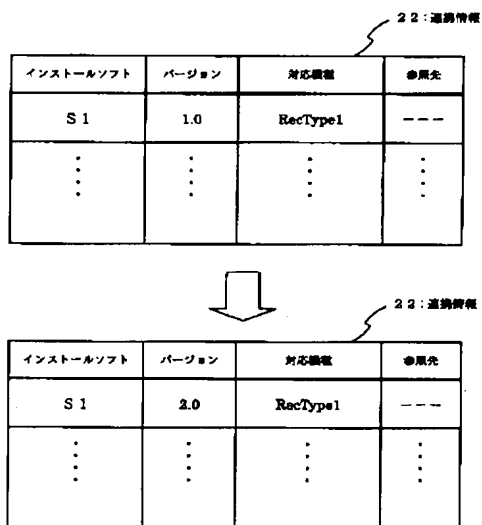 22:連携情報
インストールソフト バージョン 対応機種 参照先
S1 1.0 RecType1 ---
22:連携情報
インストールソフト バージョン 対応機種 参照先
S1 2.0 RecType1 ---